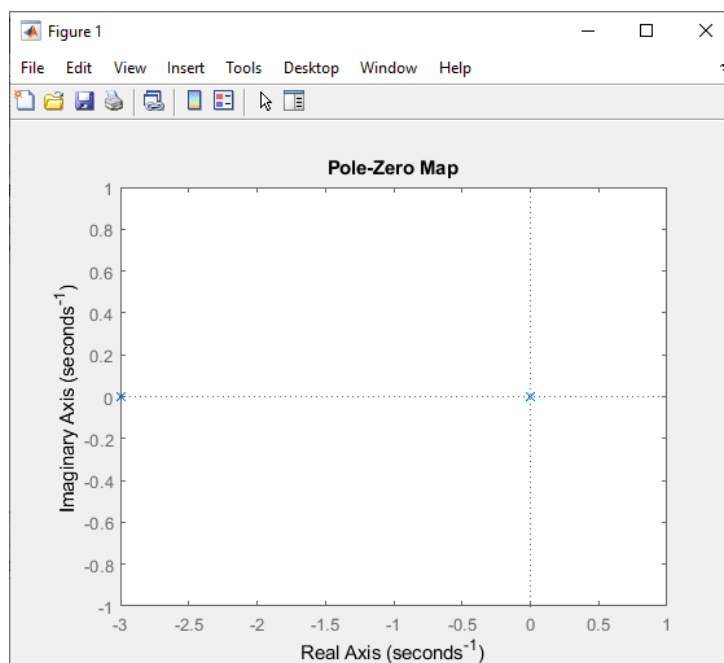 Figure 1
File Edit View Insert Tools Desktop Window Help
Pole-Zero Map
1
0.8
0.6
0.4
0.2
0
-0.2
-0.4
-0.6
-0.8
-1
Imaginary Axis (seconds⁻¹)
-3 -2.5 -2 -1.5 -1 -0.5 0 0.5 1
Real Axis (seconds⁻¹)